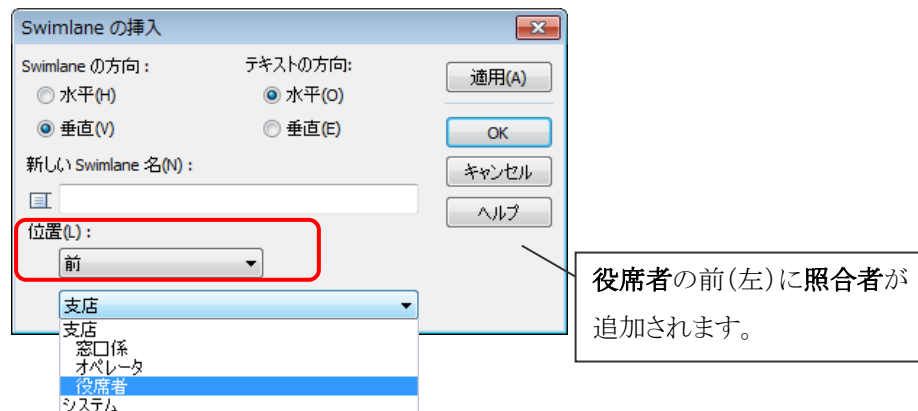 Swimlane の挿入
Swimlane の方向：
テキストの方向:
適用(A)
水平(H)
水平(O)
垂直(V)
垂直(E)
OK
新しい Swimlane 名(N)：
キャンセル
ヘルプ
位置(L)：
前
役席者の前(左)に照合者が
追加されます。
支店
支店
窓口係
オペレータ
役席者
システム